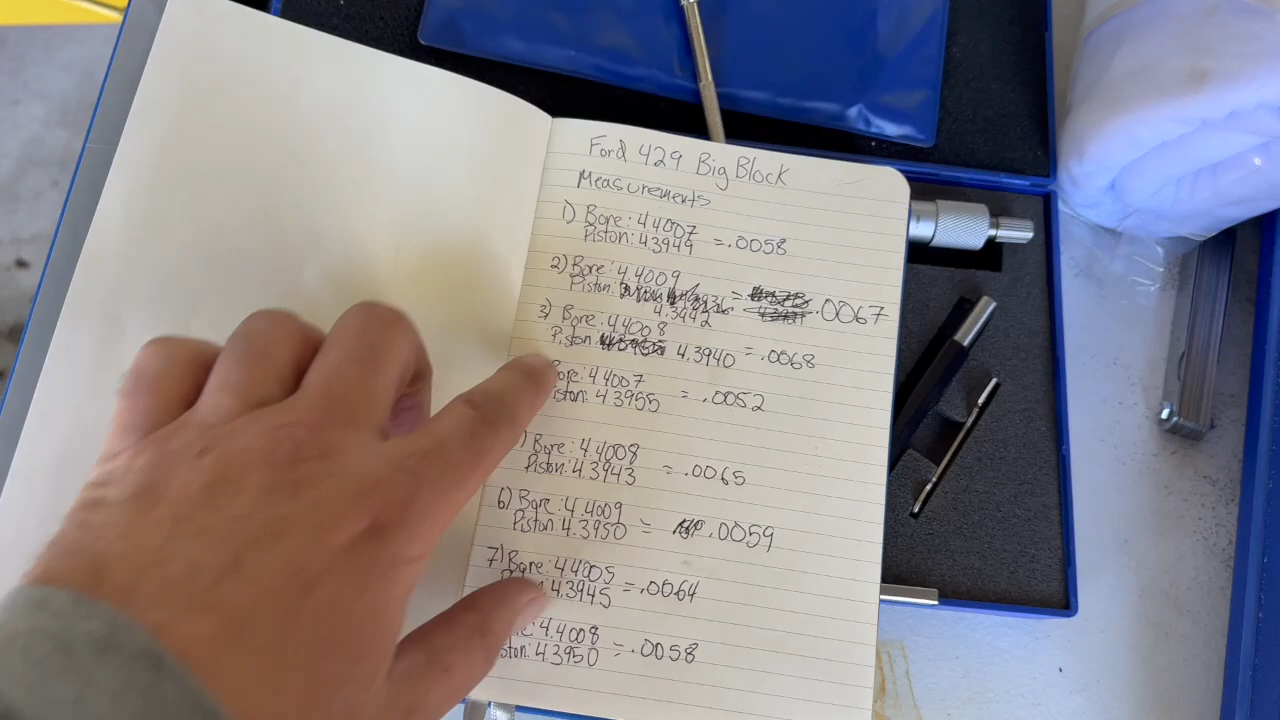 Ford 429 Big Block
Measurements
1) Bore: 4.4007
Piston: 4.3949 = .0058
2) Bore: 4.4009
Piston: 4.3942 = .0067
3) Bore: 4.4008
Piston: 4.3940 = .0068
Bore: 4.4007
Piston: 4.3955 = .0052
) Bore: 4.4008
Piston: 4.3943 = .0065
6) Bore: 4.4009
Piston: 4.3950 = .0059
7) Bore: 4.4005
4.3945 = .0064
4.4008
ston: 4.3950 = .0058